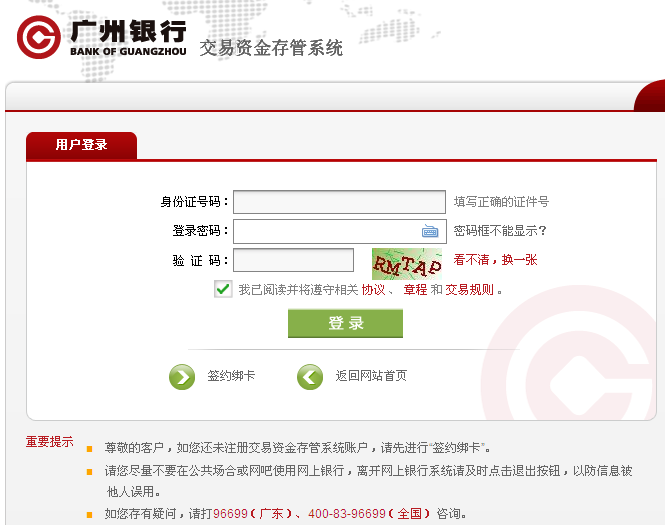 广州银行
BANK OF GUANGZHOU
交易资金存管系统
用户登录
身份证号码： 填写正确的证件号
登录密码： 密码框不能显示？
验 证 码： RMTAP 看不清，换一张
我已阅读并将遵守相关 协议 、 章程 和 交易规则 。
登 录
签约绑卡 返回网站首页
重要提示
尊敬的客户，如您还未注册交易资金存管系统账户，请先进行“签约绑卡”。
请您尽量不要在公共场合或网吧使用网上银行，离开网上银行系统请及时点击退出按钮，以防信息被
他人误用。
如您存有疑问，请打96699（广东）、400-83-96699（全国）咨询。